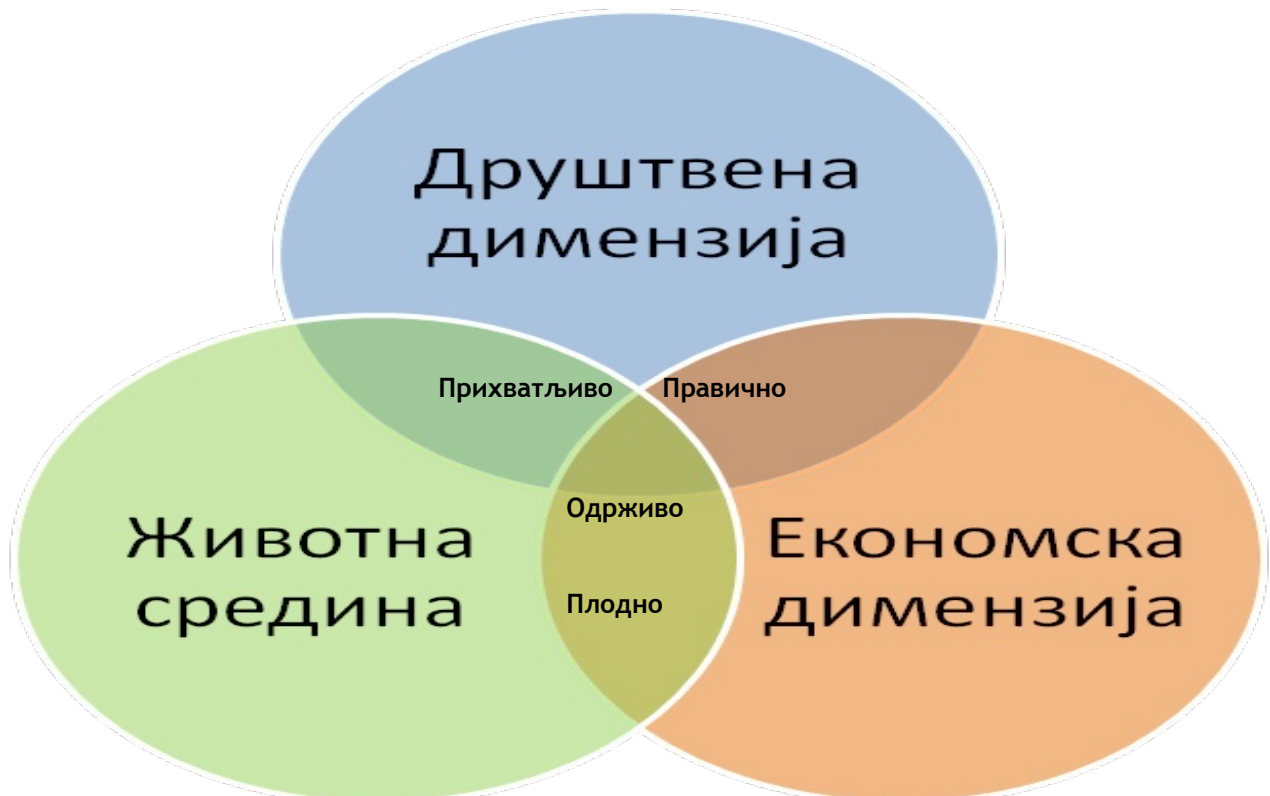 Друштвена
димензија
Прихватљиво
Правично
Одрживо
Плодно
Животна
средина
Економска
димензија